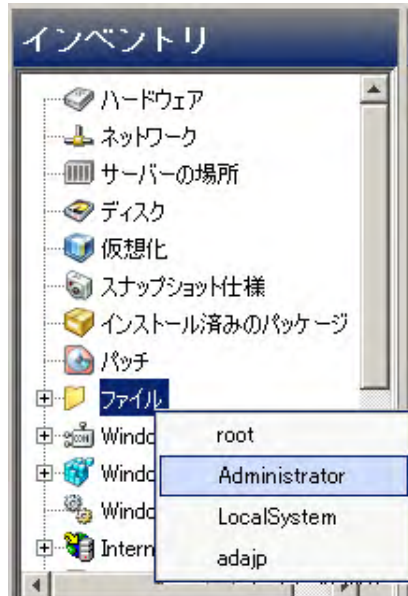 インベントリ
ハードウェア
ネットワーク
サーバーの場所
ディスク
仮想化
スナップショット仕様
インストール済みのパッケージ
パッチ
ファイル
root
Administrator
LocalSystem
adajp